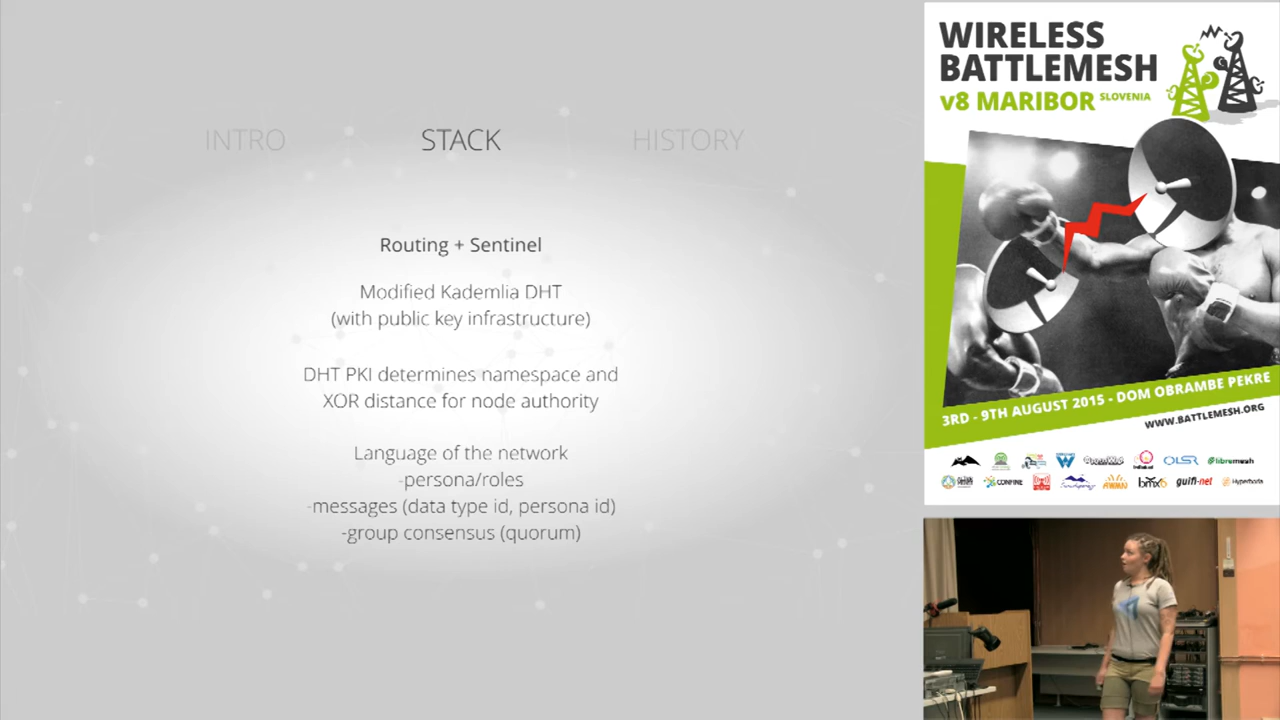 INTRO
STACK
HISTORY
Routing + Sentinel
Modified Kademlia DHT
(with public key infrastructure)
DHT PKI determines namespace and
XOR distance for node authority
Language of the network
-persona/roles
-messages (data type id, persona id)
-group consensus (quorum)
WIRELESS
BATTLEMESH
v8 MARIBOR SLOVENIA
3RD - 9TH AUGUST 2015 - DOM OBRAMBE PEKRE
WWW.BATTLEMESH.ORG
OLSR
libremesh
CONFINE
bmx6
guifi·net
Hyperboria